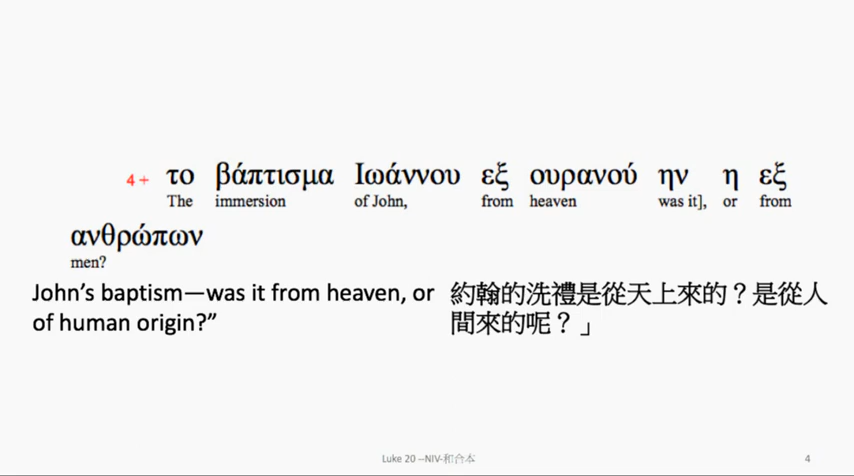 4+ το βάπτισμα Ιωάννου εξ ουρανού ην η εξ
The immersion of John, from heaven was it], or from
ανθρώπων
men?
John’s baptism—was it from heaven, or
of human origin?”
約翰的洗禮是從天上來的？是從人
間來的呢？」
Luke 20 –NIV-和合本
4